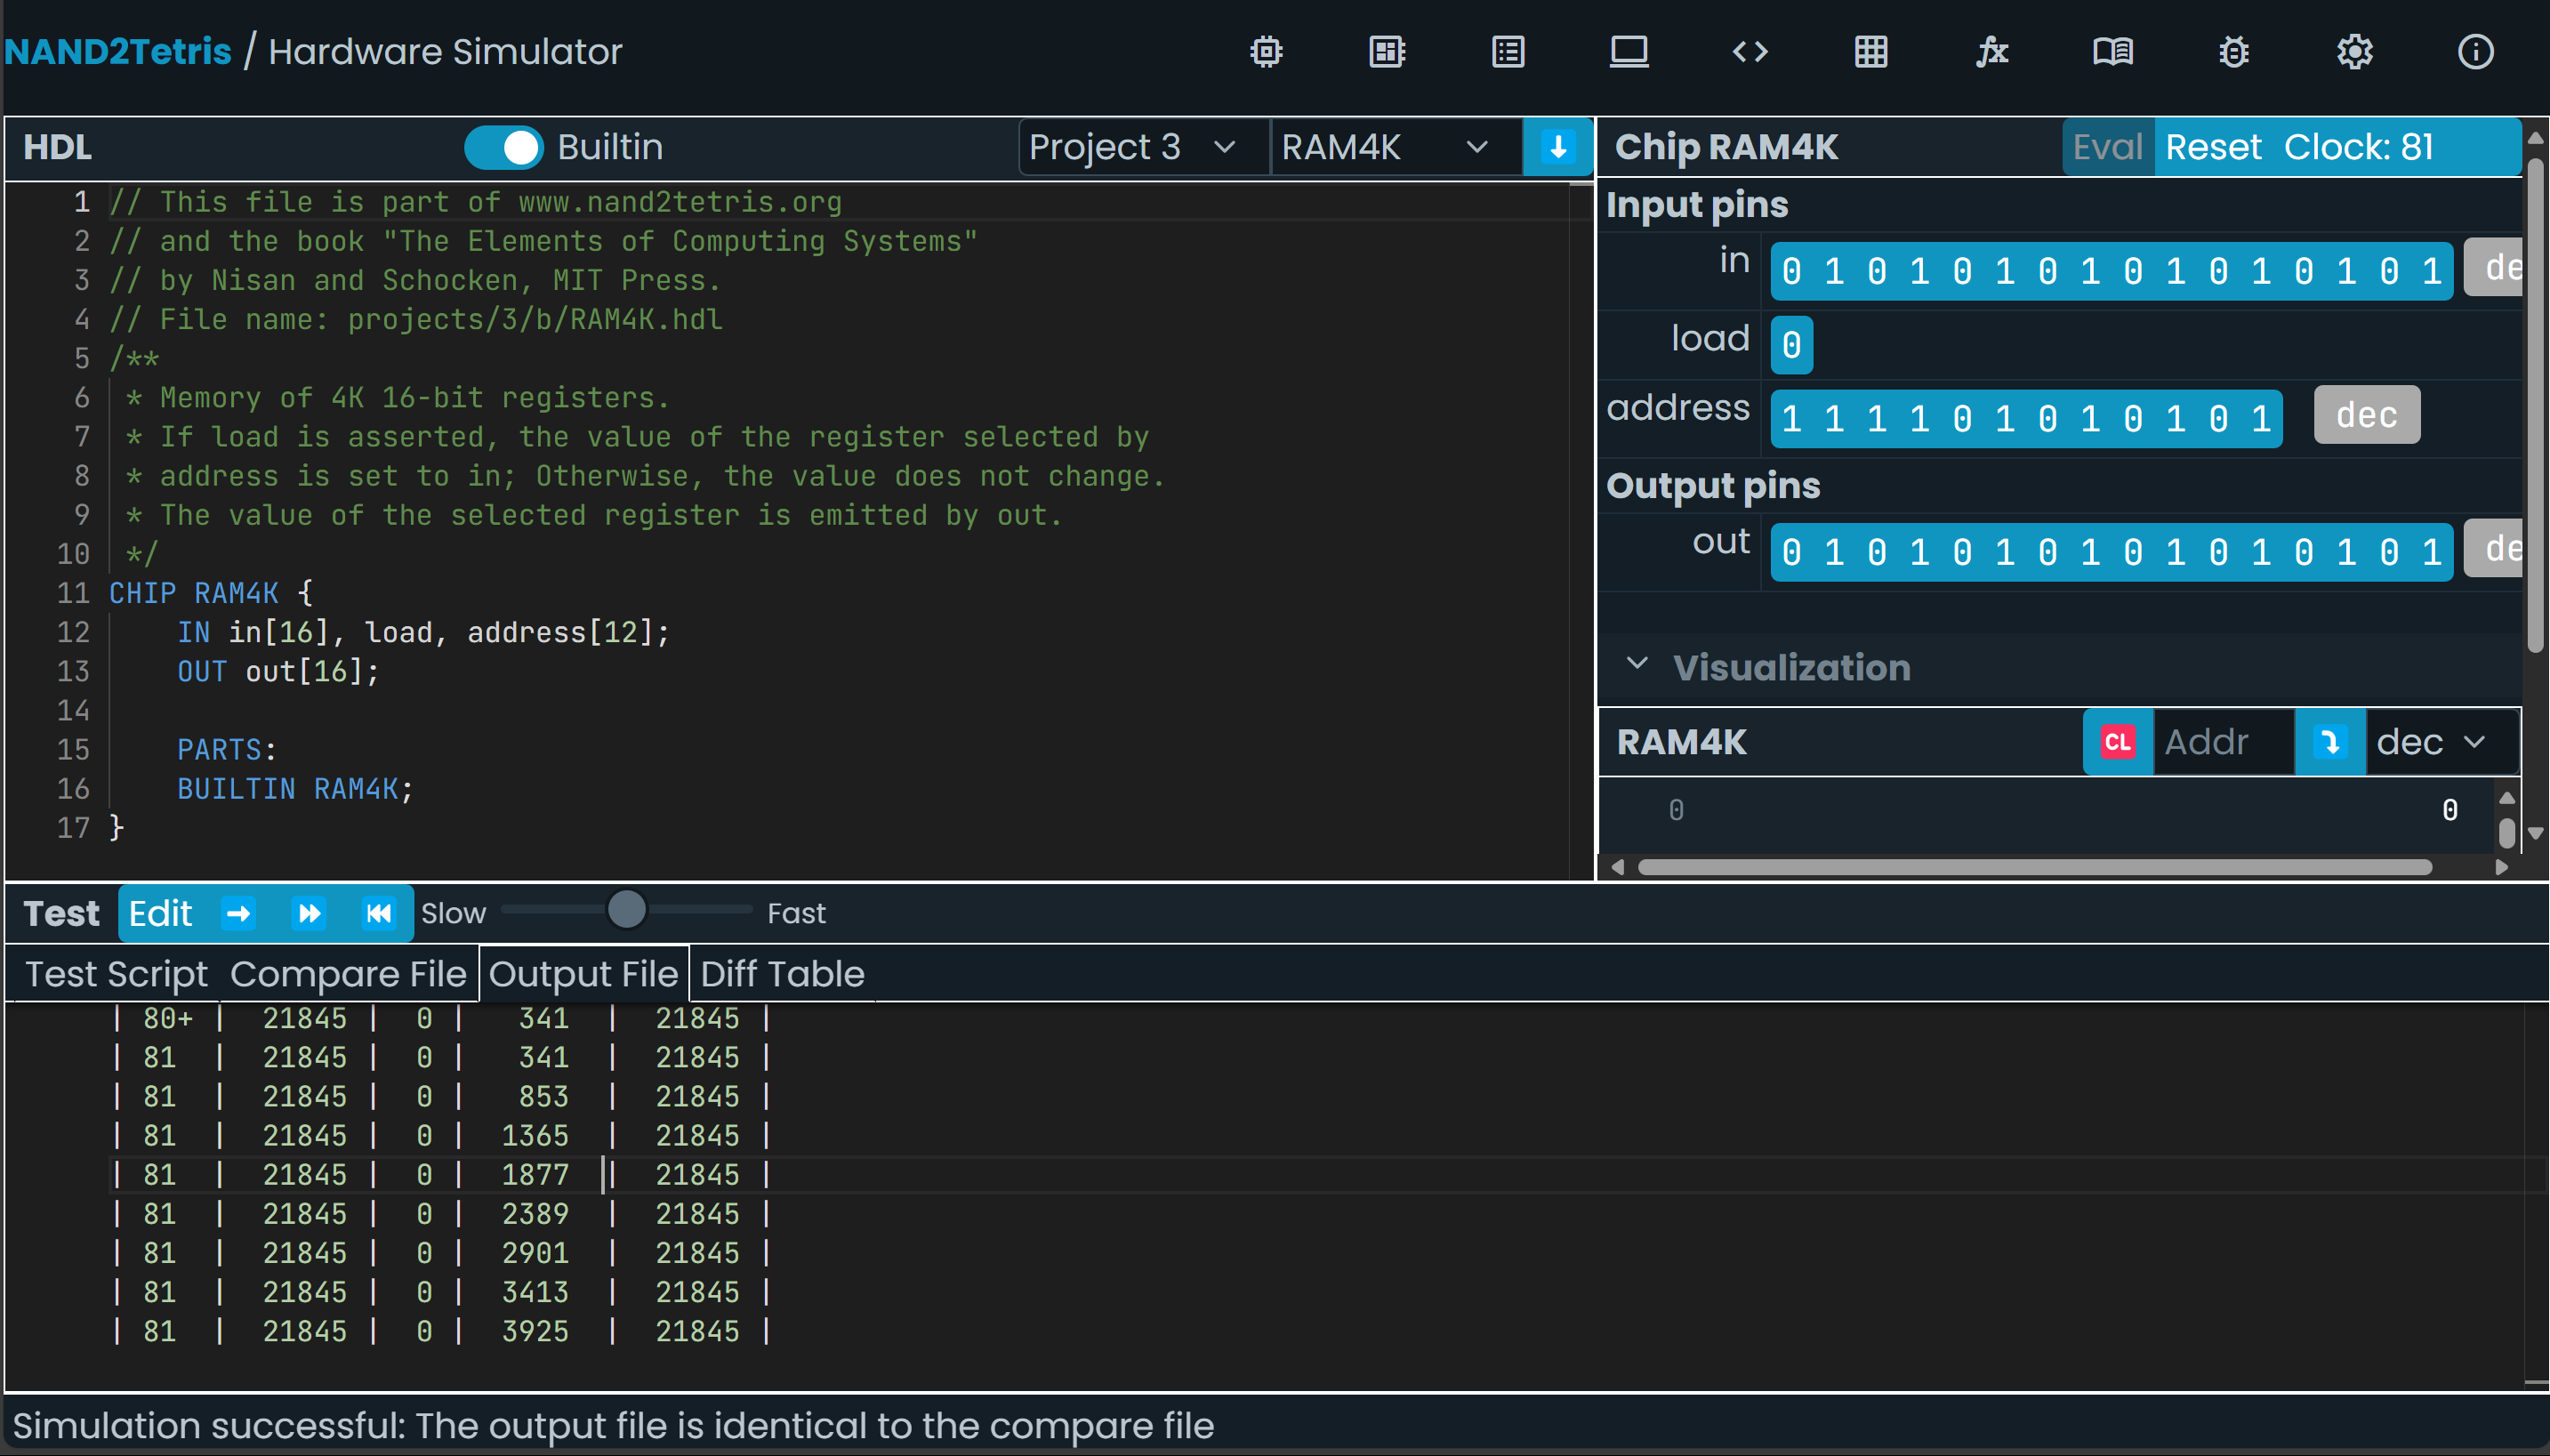 NAND2Tetris / Hardware Simulator
HDL Builtin Project 3 RAM4K
1 // This file is part of www.nand2tetris.org
2 // and the book "The Elements of Computing Systems"
3 // by Nisan and Schocken, MIT Press.
4 // File name: projects/3/b/RAM4K.hdl
5 /**
6 * Memory of 4K 16-bit registers.
7 * If load is asserted, the value of the register selected by
8 * address is set to in; Otherwise, the value does not change.
9 * The value of the selected register is emitted by out.
10 */
11 CHIP RAM4K {
12 IN in[16], load, address[12];
13 OUT out[16];
14
15 PARTS:
16 BUILTIN RAM4K;
17 }
Chip RAM4K Eval Reset Clock: 81
Input pins
in 0 1 0 1 0 1 0 1 0 1 0 1 0 1 0 1 de
load 0
address 1 1 1 1 0 1 0 1 0 1 0 1 dec
Output pins
out 0 1 0 1 0 1 0 1 0 1 0 1 0 1 0 1 de
Visualization
RAM4K CL Addr dec
0 0
Test Edit Slow Fast
Test Script Compare File Output File Diff Table
| 80+ | 21845 | 0 | 341 | 21845 |
| 81 | 21845 | 0 | 341 | 21845 |
| 81 | 21845 | 0 | 853 | 21845 |
| 81 | 21845 | 0 | 1365 | 21845 |
| 81 | 21845 | 0 | 1877 | 21845 |
| 81 | 21845 | 0 | 2389 | 21845 |
| 81 | 21845 | 0 | 2901 | 21845 |
| 81 | 21845 | 0 | 3413 | 21845 |
| 81 | 21845 | 0 | 3925 | 21845 |
Simulation successful: The output file is identical to the compare file